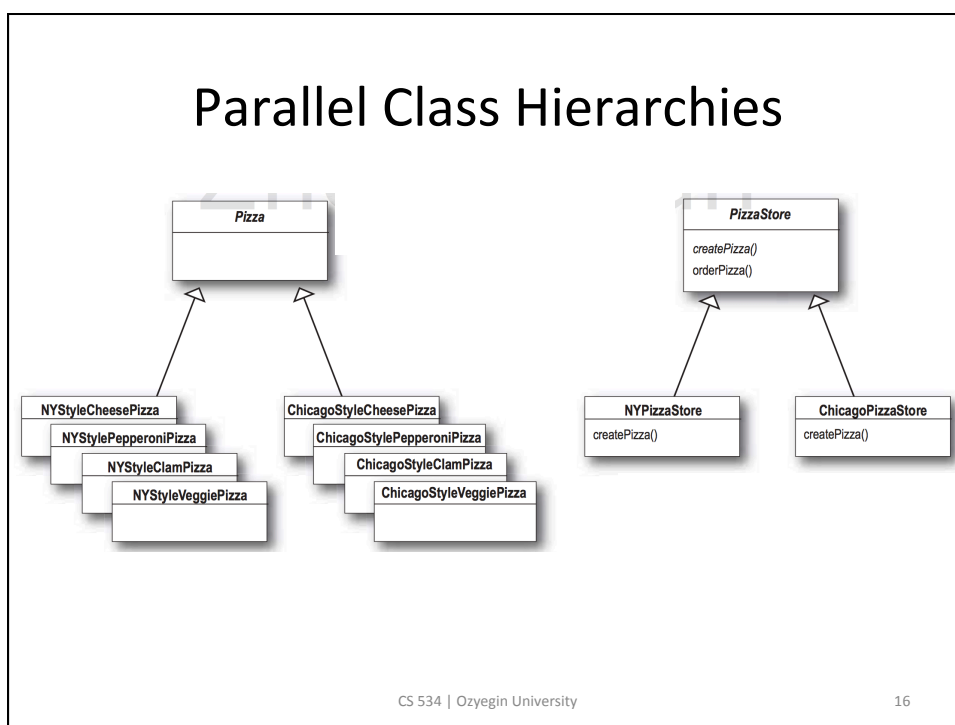 Parallel Class Hierarchies
Pizza
NYStyleCheesePizza
NYStylePepperoniPizza
NYStyleClamPizza
NYStyleVeggiePizza
ChicagoStyleCheesePizza
ChicagoStylePepperoniPizza
ChicagoStyleClamPizza
ChicagoStyleVeggiePizza
PizzaStore
createPizza()
orderPizza()
NYPizzaStore
createPizza()
ChicagoPizzaStore
createPizza()
CS 534 | Ozyegin University
16